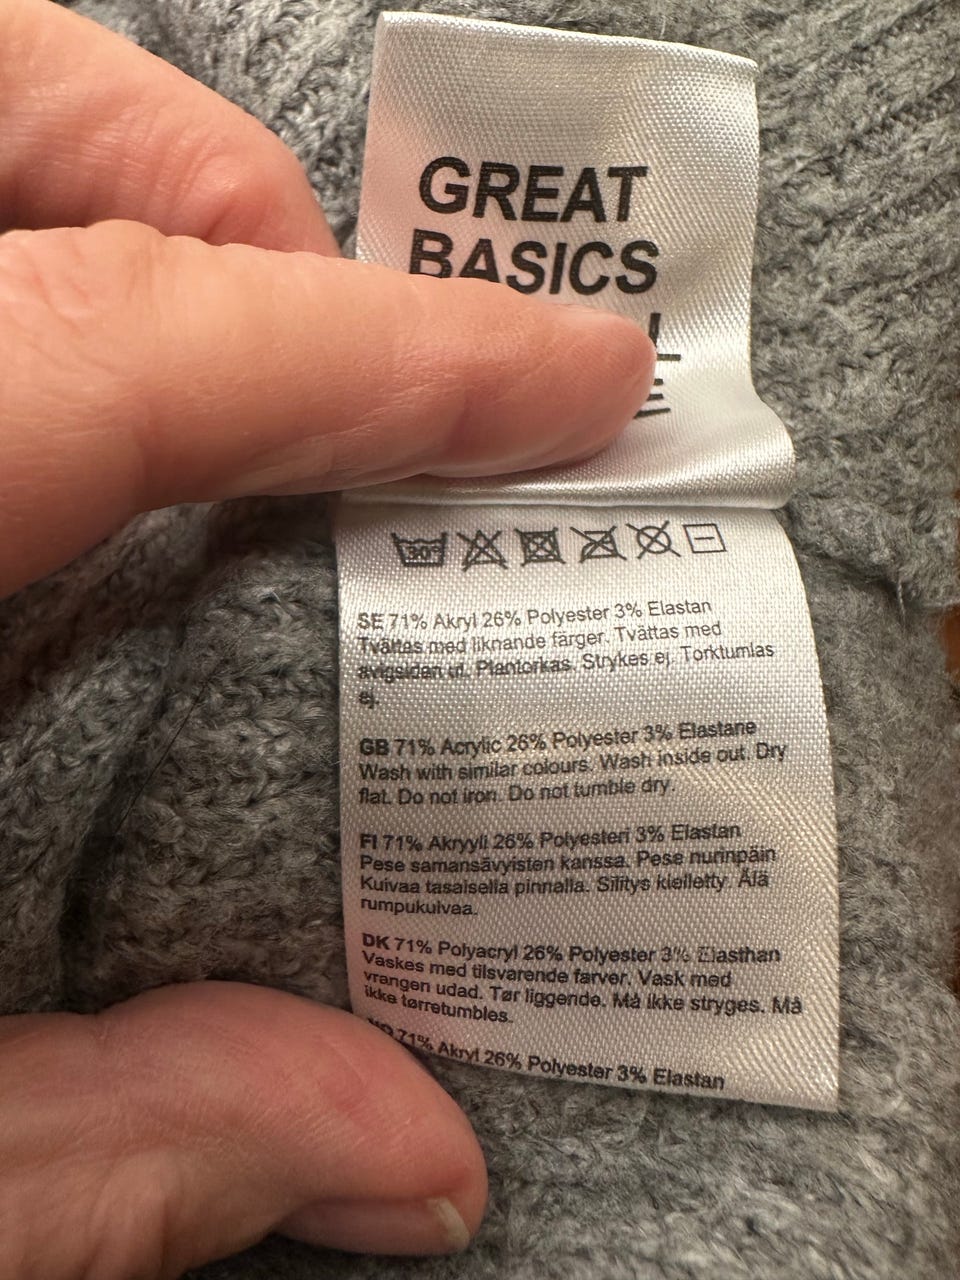 GREAT
BASICS
30°
SE 71% Akryl 26% Polyester 3% Elastan
Tvättas med liknande färger. Tvättas med
avigsidan ut. Plantorkas. Strykes ej. Torktumlas
ej.
GB 71% Acrylic 26% Polyester 3% Elastane
Wash with similar colours. Wash inside out. Dry
flat. Do not iron. Do not tumble dry.
FI 71% Akryyli 26% Polyesteri 3% Elastan
Pese samansävyisten kanssa. Pese nurinpäin
Kuivaa tasaisella pinnalla. Silitys kielletty. Älä
rumpukuivaa.
DK 71% Polyacryl 26% Polyester 3% Elasthan
Vaskes med tilsvarende farver. Vask med
vrangen udad. Tør liggende. Må ikke stryges. Må
ikke tørretumbles.
NO 71% Akryl 26% Polyester 3% Elastan